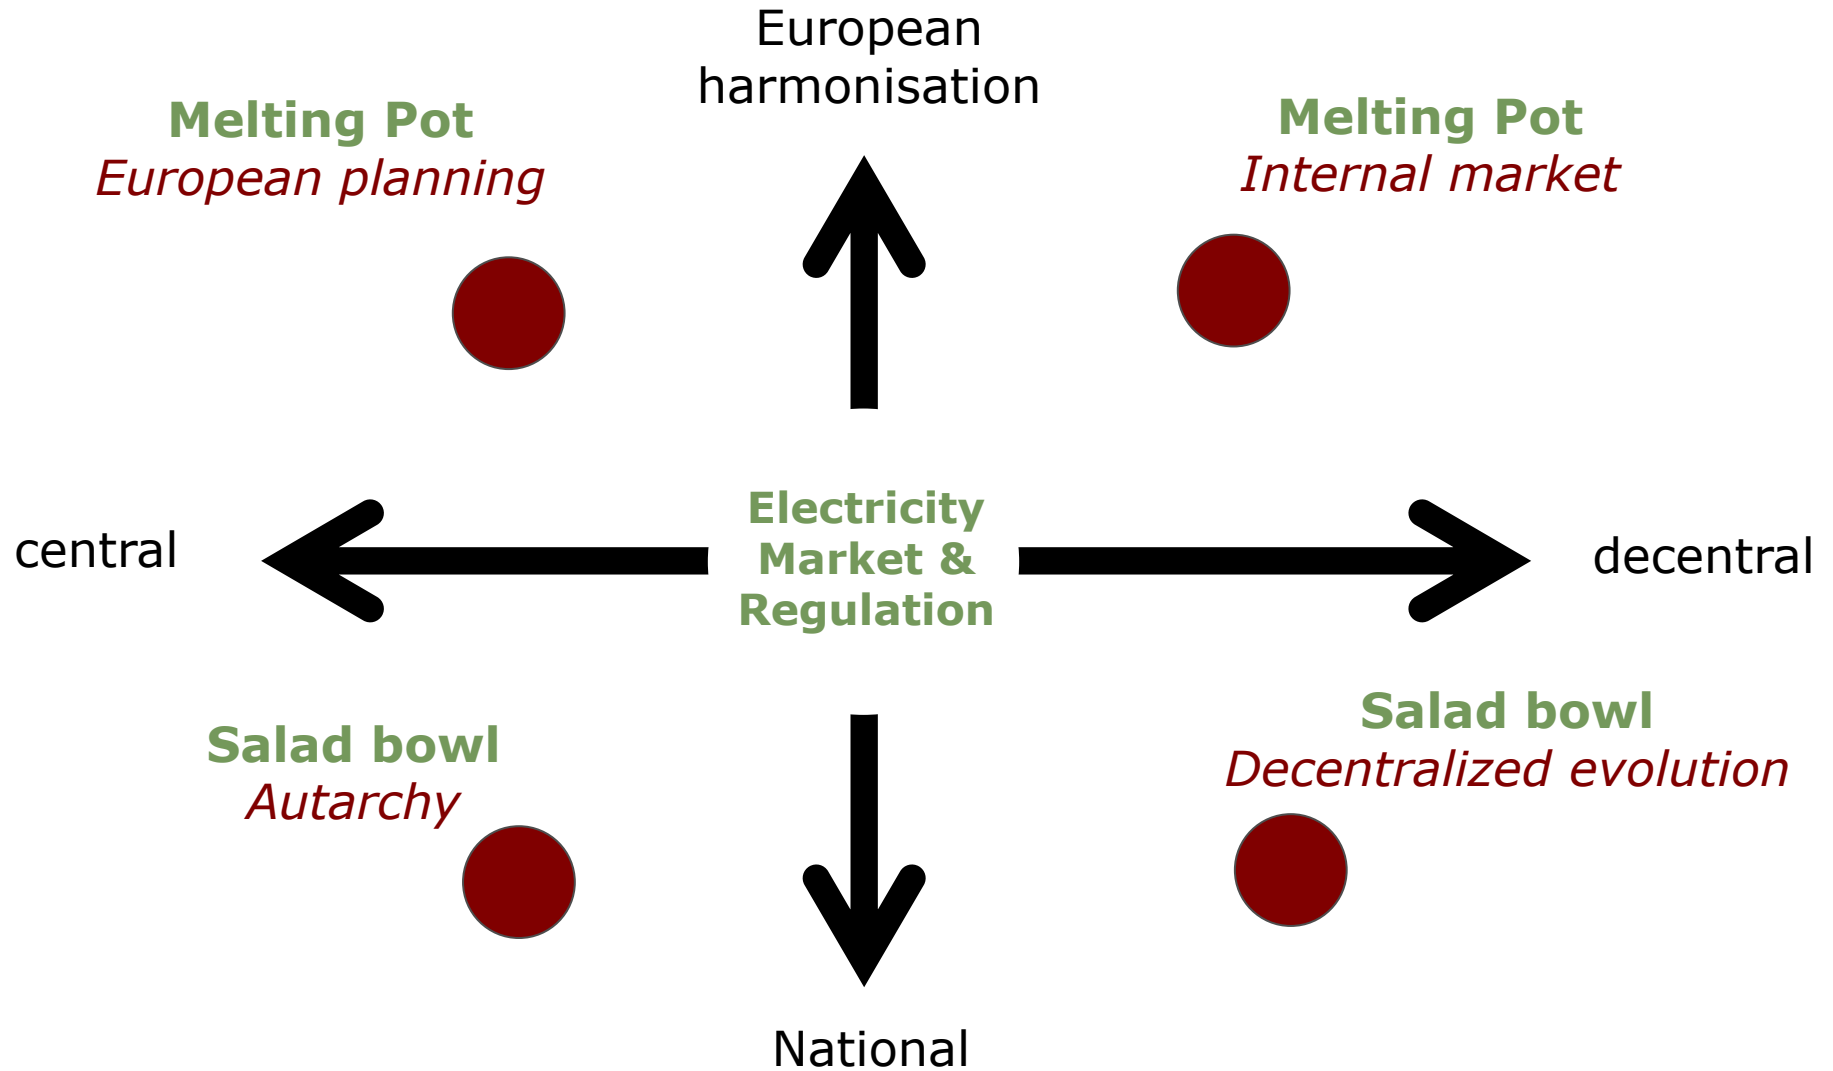 European
harmonisation
Melting Pot
European planning
Melting Pot
Internal market
central
Electricity
Market &
Regulation
decentral
Salad bowl
Autarchy
Salad bowl
Decentralized evolution
National